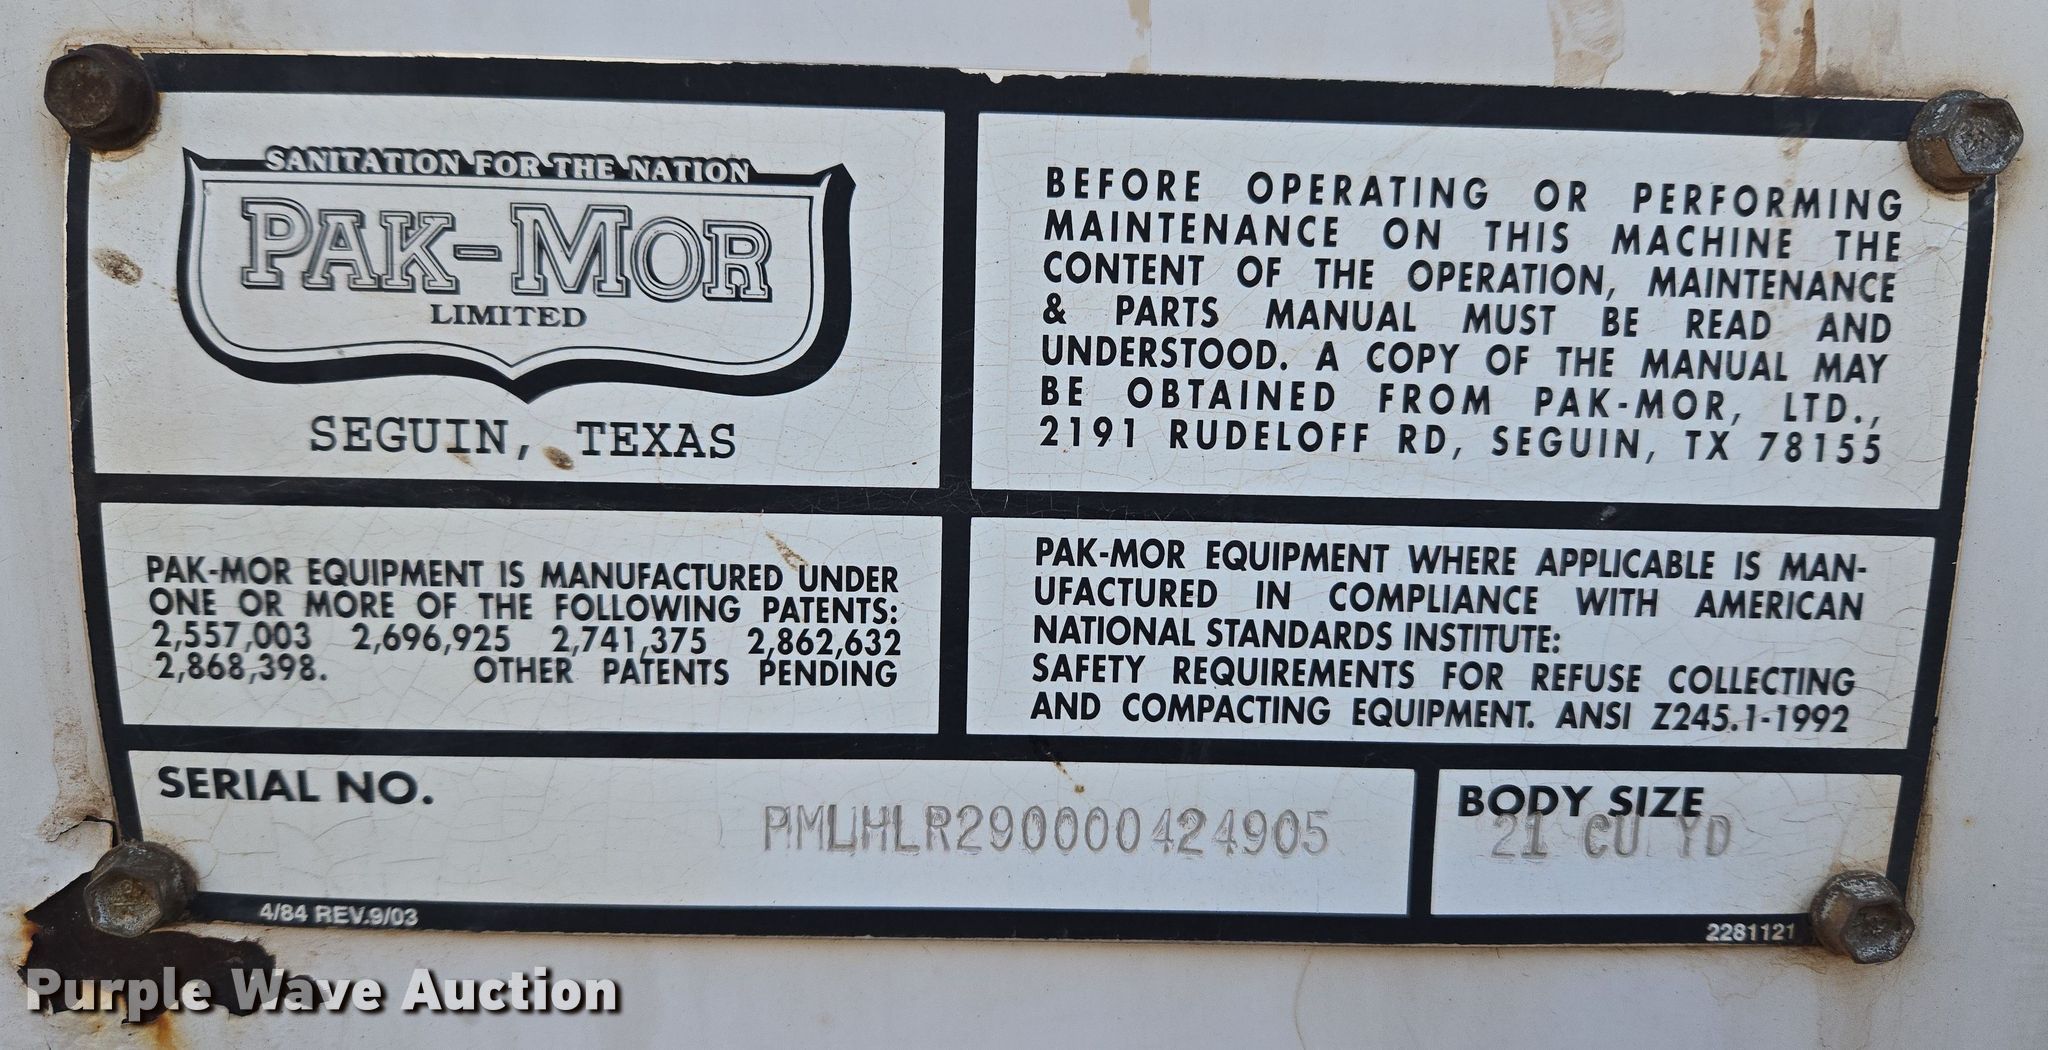 SANITATION FOR THE NATION
PAK-MOR
LIMITED
SEGUIN, TEXAS
BEFORE OPERATING OR PERFORMING
MAINTENANCE ON THIS MACHINE THE
CONTENT OF THE OPERATION, MAINTENANCE
& PARTS MANUAL MUST BE READ AND
UNDERSTOOD. A COPY OF THE MANUAL MAY
BE OBTAINED FROM PAK-MOR, LTD.,
2191 RUDELOFF RD, SEGUIN, TX 78155
PAK-MOR EQUIPMENT IS MANUFACTURED UNDER
ONE OR MORE OF THE FOLLOWING PATENTS:
2,557,003 2,696,925 2,741,375 2,862,632
2,868,398. OTHER PATENTS PENDING
PAK-MOR EQUIPMENT WHERE APPLICABLE IS MAN-
UFACTURED IN COMPLIANCE WITH AMERICAN
NATIONAL STANDARDS INSTITUTE:
SAFETY REQUIREMENTS FOR REFUSE COLLECTING
AND COMPACTING EQUIPMENT. ANSI Z245.1-1992
SERIAL NO.
PMLHLR290000424905
BODY SIZE
21 CU YD
4/84 REV.9/03
2281121
Purple Wave Auction